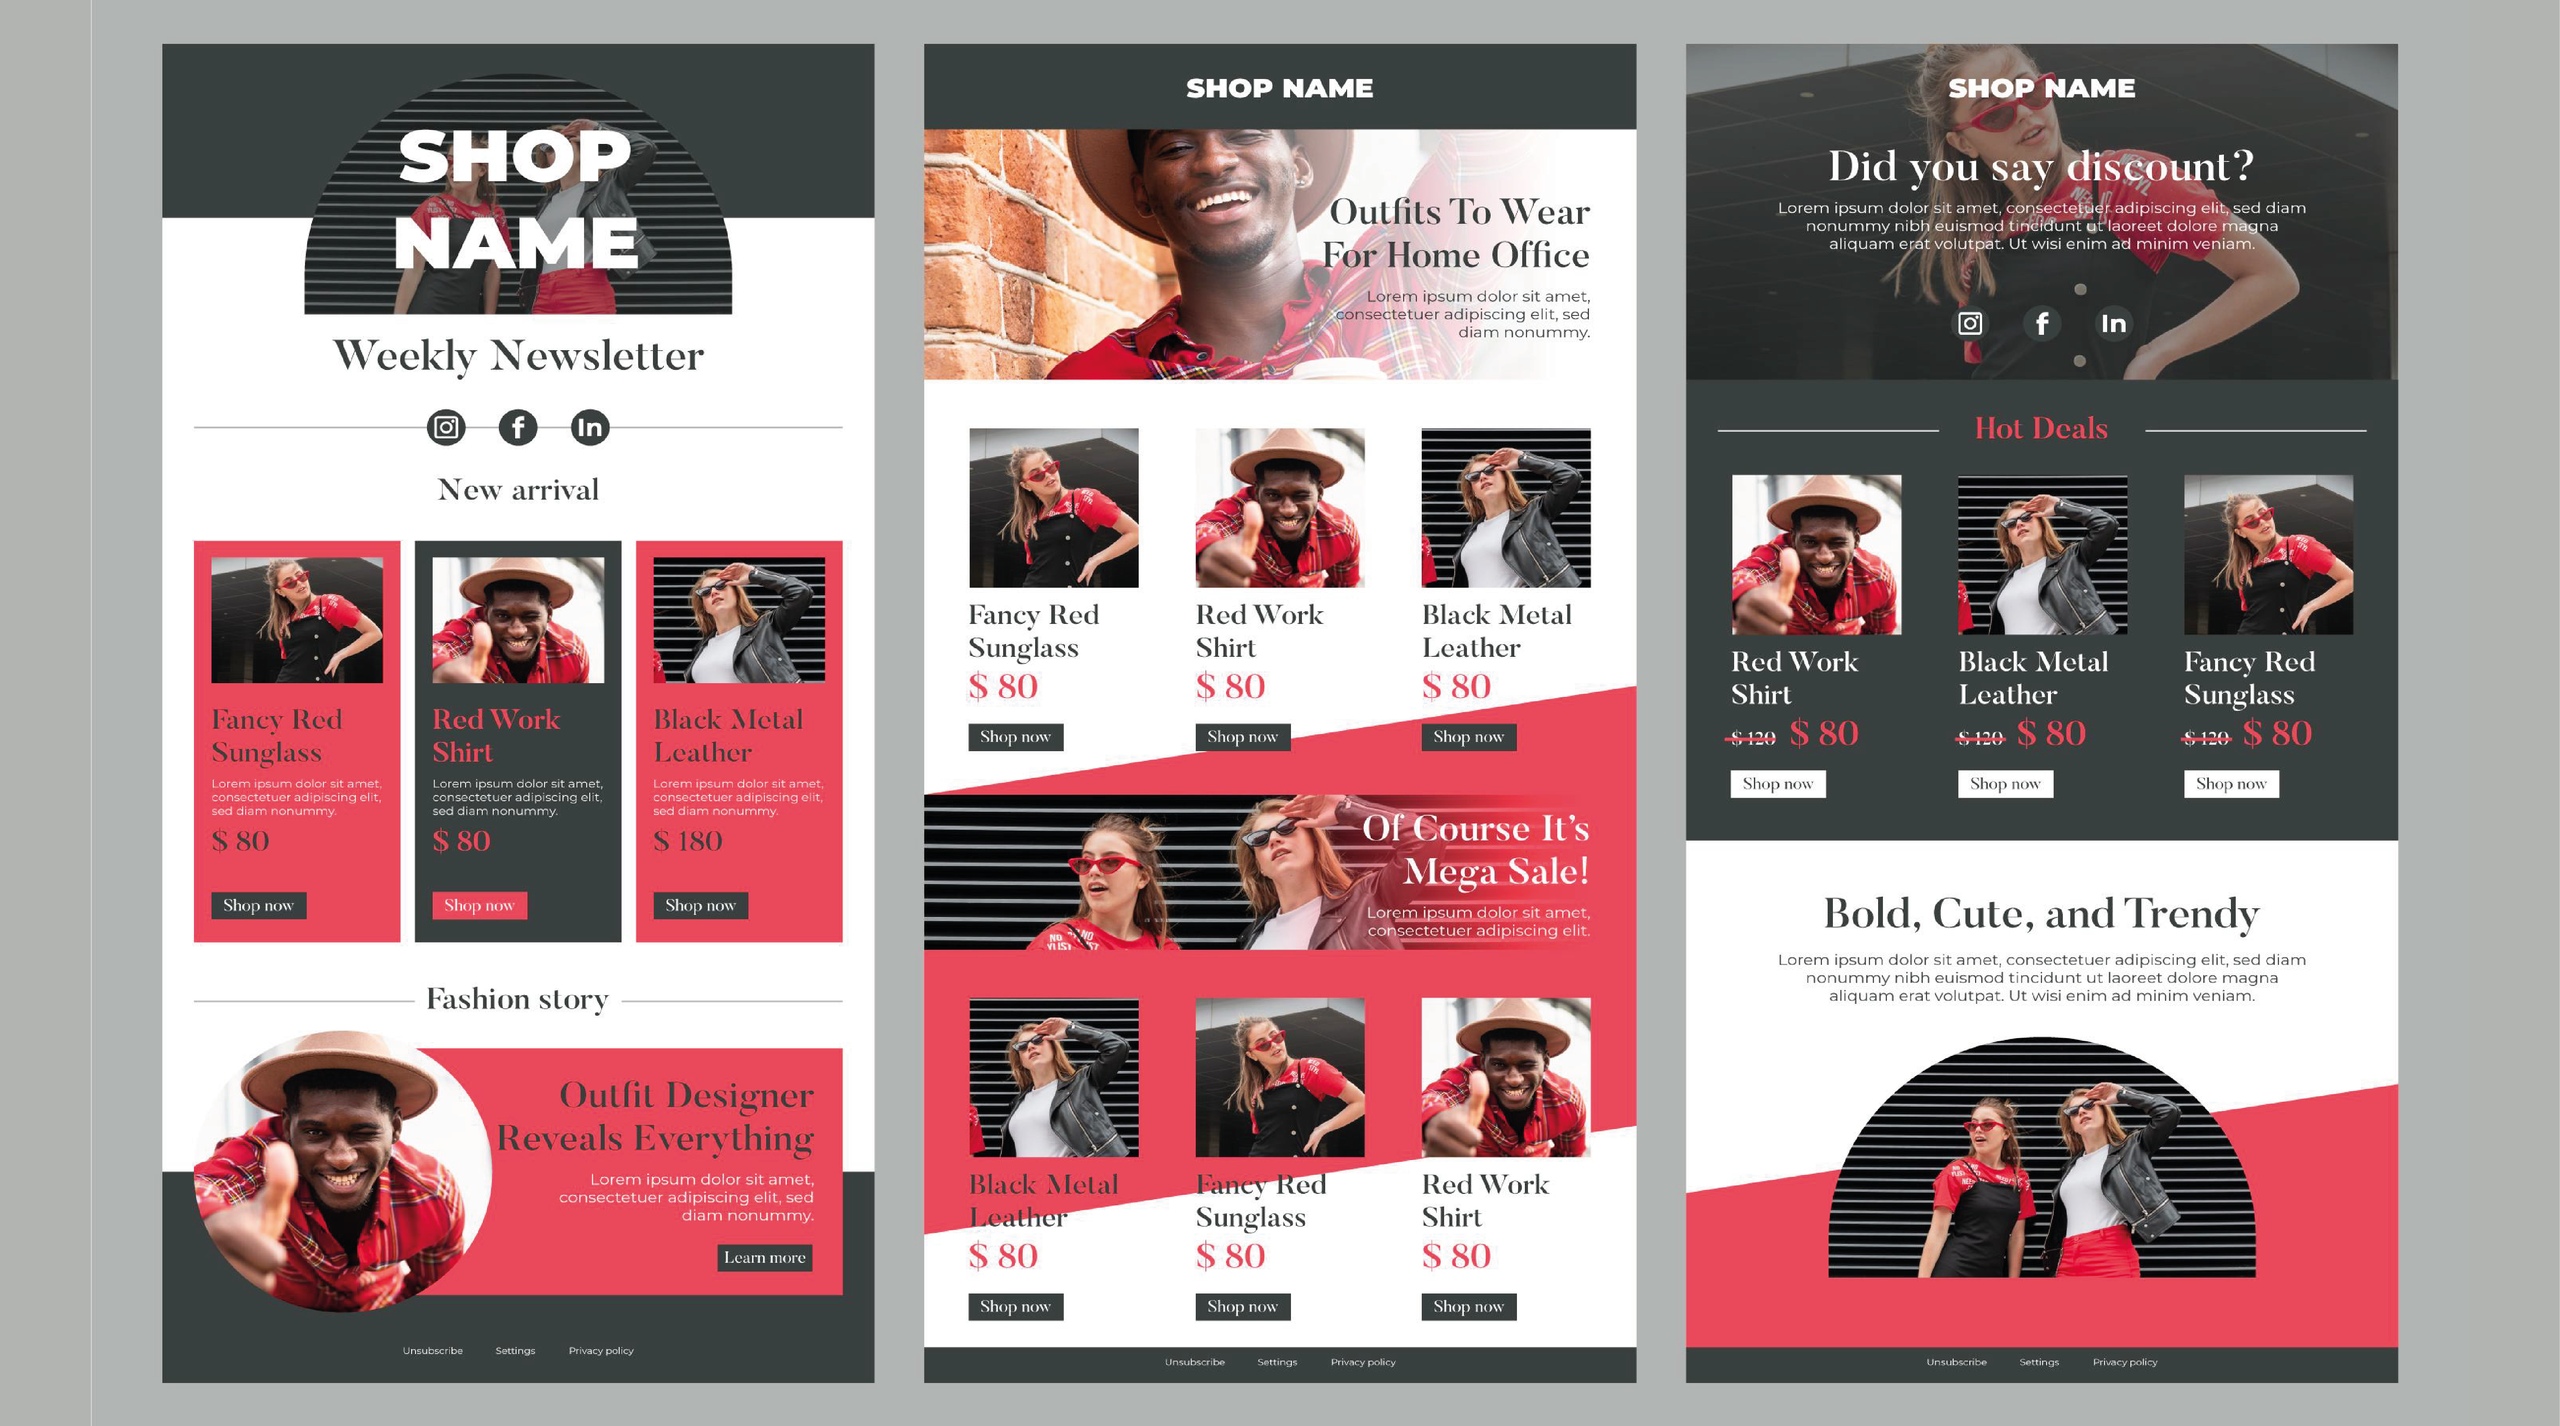 SHOP
NAME
Weekly Newsletter
f
In
New arrival
Fancy Red
Sunglass
Lorem ipsum dolor sit amet,
consectetuer adipiscing elit,
sed diam nonummy.
$ 80
Shop now
Red Work
Shirt
Lorem ipsum dolor sit amet,
consectetuer adipiscing elit,
sed diam nonummy.
$ 80
Shop now
Black Metal
Leather
Lorem ipsum dolor sit amet,
consectetuer adipiscing elit,
sed diam nonummy.
$ 180
Shop now
Fashion story
Outfit Designer
Reveals Everything
Lorem ipsum dolor sit amet,
consectetuer adipiscing elit, sed
diam nonummy.
Learn more
Unsubscribe Settings Privacy policy
SHOP NAME
Outfits To Wear
For Home Office
Lorem ipsum dolor sit amet,
consectetuer adipiscing elit, sed
diam nonummy.
Fancy Red
Sunglass
$ 80
Shop now
Red Work
Shirt
$ 80
Shop now
Black Metal
Leather
$ 80
Shop now
Of Course It's
Mega Sale!
Lorem ipsum dolor sit amet,
consectetuer adipiscing elit.
Black Metal
Leather
$ 80
Shop now
Fancy Red
Sunglass
$ 80
Shop now
Red Work
Shirt
$ 80
Shop now
Unsubscribe Settings Privacy policy
SHOP NAME
Did you say discount?
Lorem ipsum dolor sit amet, consectetuer adipiscing elit, sed diam
nonummy nibh euismod tincidunt ut laoreet dolore magna
aliquam erat volutpat. Ut wisi enim ad minim veniam.
f
In
Hot Deals
Red Work
Shirt
$ 120 $ 80
Shop now
Black Metal
Leather
$ 120 $ 80
Shop now
Fancy Red
Sunglass
$ 120 $ 80
Shop now
Bold, Cute, and Trendy
Lorem ipsum dolor sit amet, consectetuer adipiscing elit, sed diam
nonummy nibh euismod tincidunt ut laoreet dolore magna
aliquam erat volutpat. Ut wisi enim ad minim veniam.
Unsubscribe Settings Privacy policy